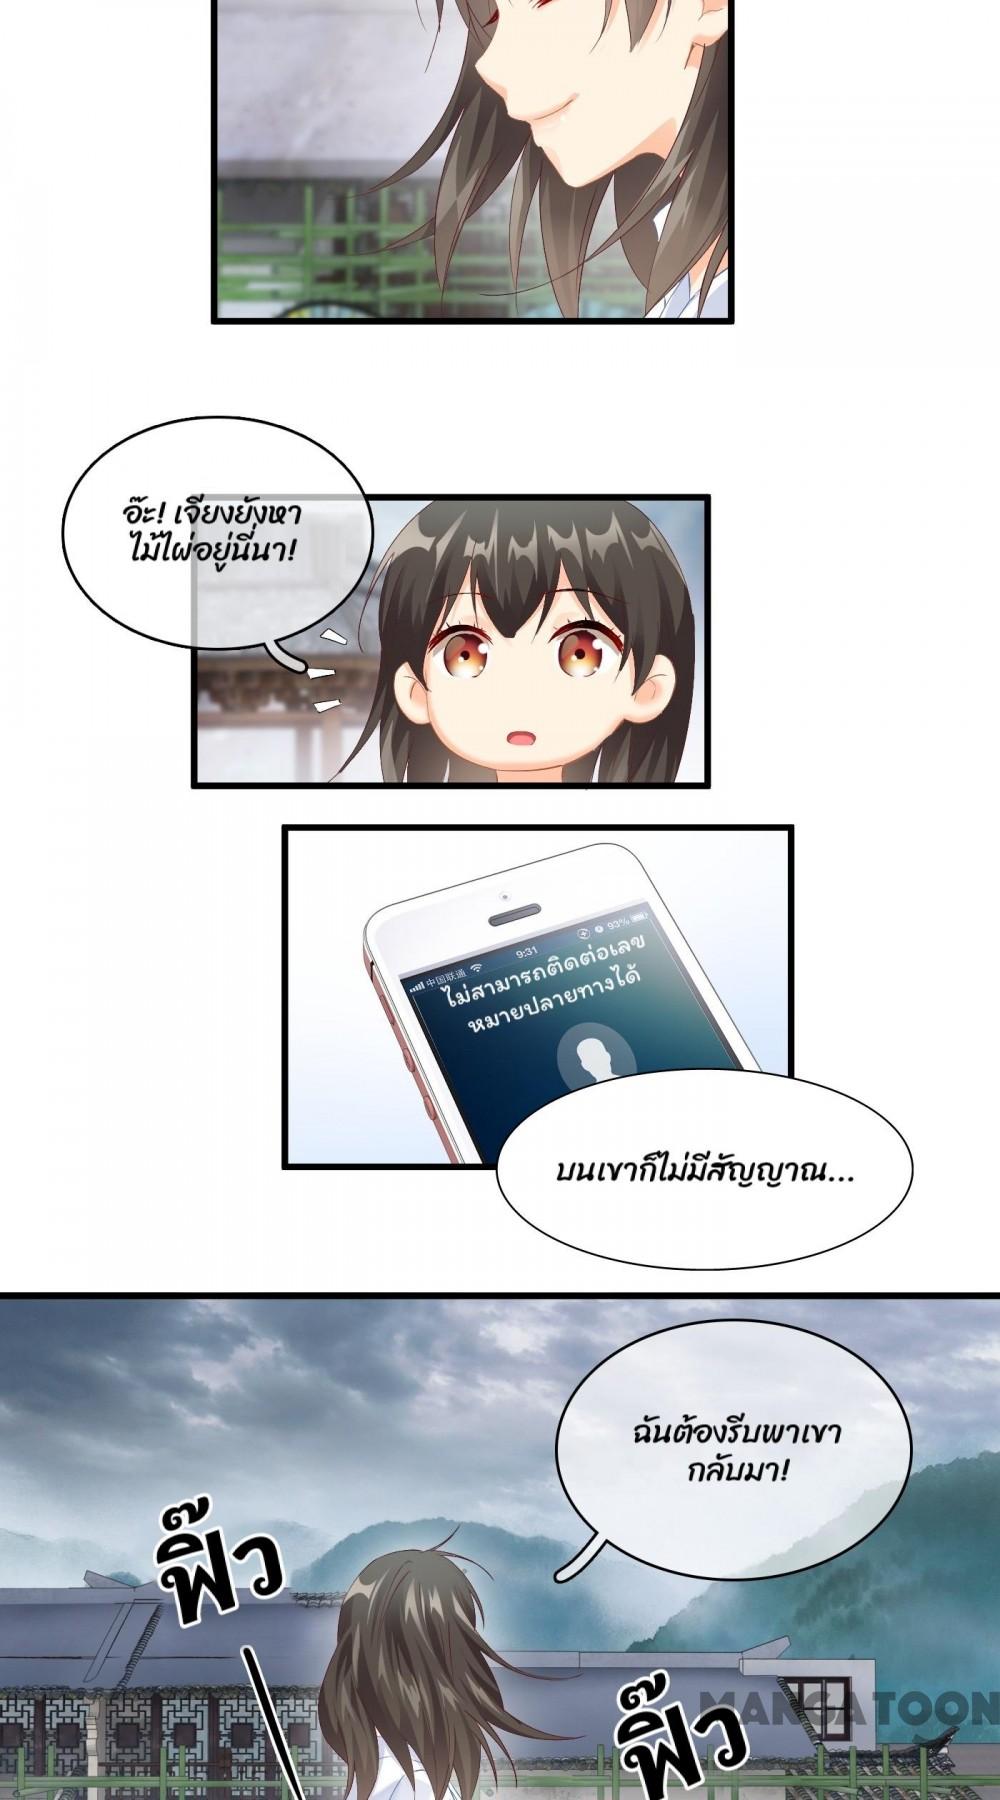 อ๊ะ! เจียงยังหา
ไม้ไผ่อยู่นี่นา!
中国联通 9:31 93%
ไม่สามารถติดต่อเลข
หมายปลายทางได้
บนเขาก็ไม่มีสัญญาณ...
ฉันต้องรีบพาเขา
กลับมา!
ฟิ้ว
ฟิ้ว
MANGATOON